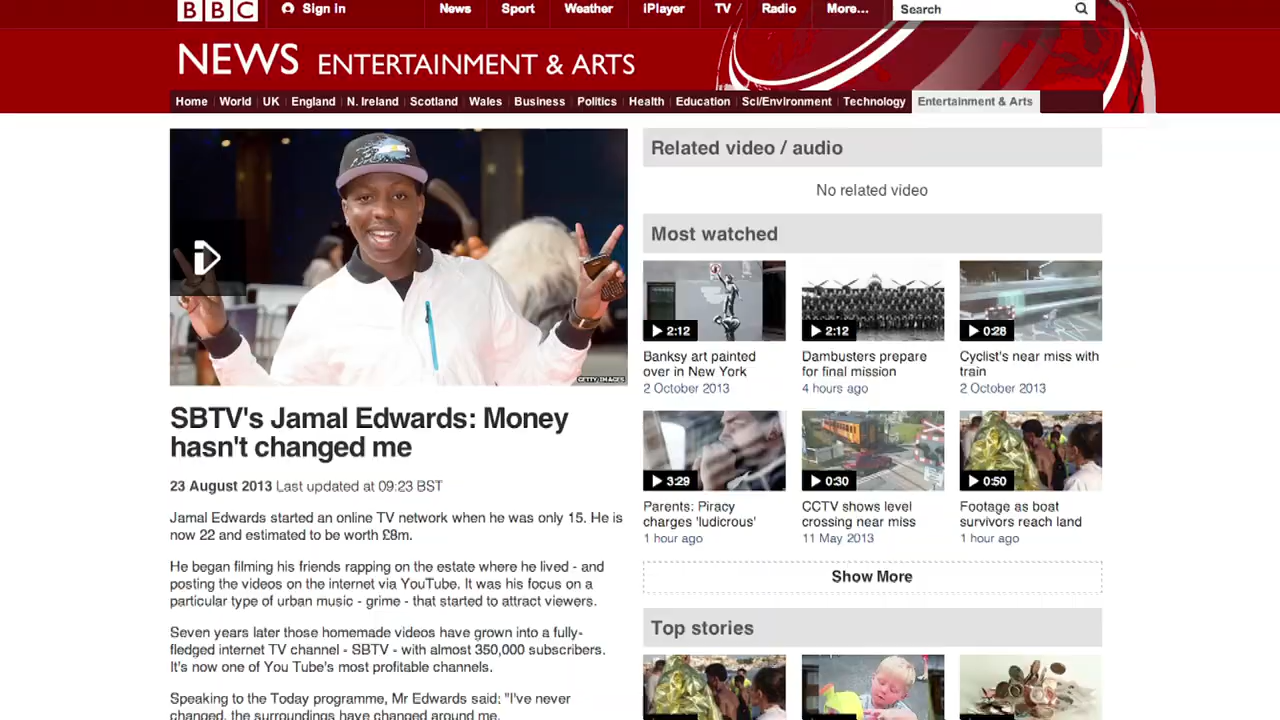 BBC Sign in News Sport Weather iPlayer TV Radio More... Search
NEWS ENTERTAINMENT & ARTS
Home World UK England N. Ireland Scotland Wales Business Politics Health Education Sci/Environment Technology Entertainment & Arts
GETTY IMAGES
SBTV's Jamal Edwards: Money
hasn't changed me
23 August 2013 Last updated at 09:23 BST
Jamal Edwards started an online TV network when he was only 15. He is
now 22 and estimated to be worth £8m.
He began filming his friends rapping on the estate where he lived - and
posting the videos on the internet via YouTube. It was his focus on a
particular type of urban music - grime - that started to attract viewers.
Seven years later those homemade videos have grown into a fully-
fledged internet TV channel - SBTV - with almost 350,000 subscribers.
It's now one of You Tube's most profitable channels.
Speaking to the Today programme, Mr Edwards said: "I've never
changed, the surroundings have changed around me.
Related video / audio
No related video
Most watched
2:12 2:12 0:28
Banksy art painted
over in New York
2 October 2013
Dambusters prepare
for final mission
4 hours ago
Cyclist's near miss with
train
2 October 2013
3:29 0:30 0:50
Parents: Piracy
charges 'ludicrous'
1 hour ago
CCTV shows level
crossing near miss
11 May 2013
Footage as boat
survivors reach land
1 hour ago
Show More
Top stories